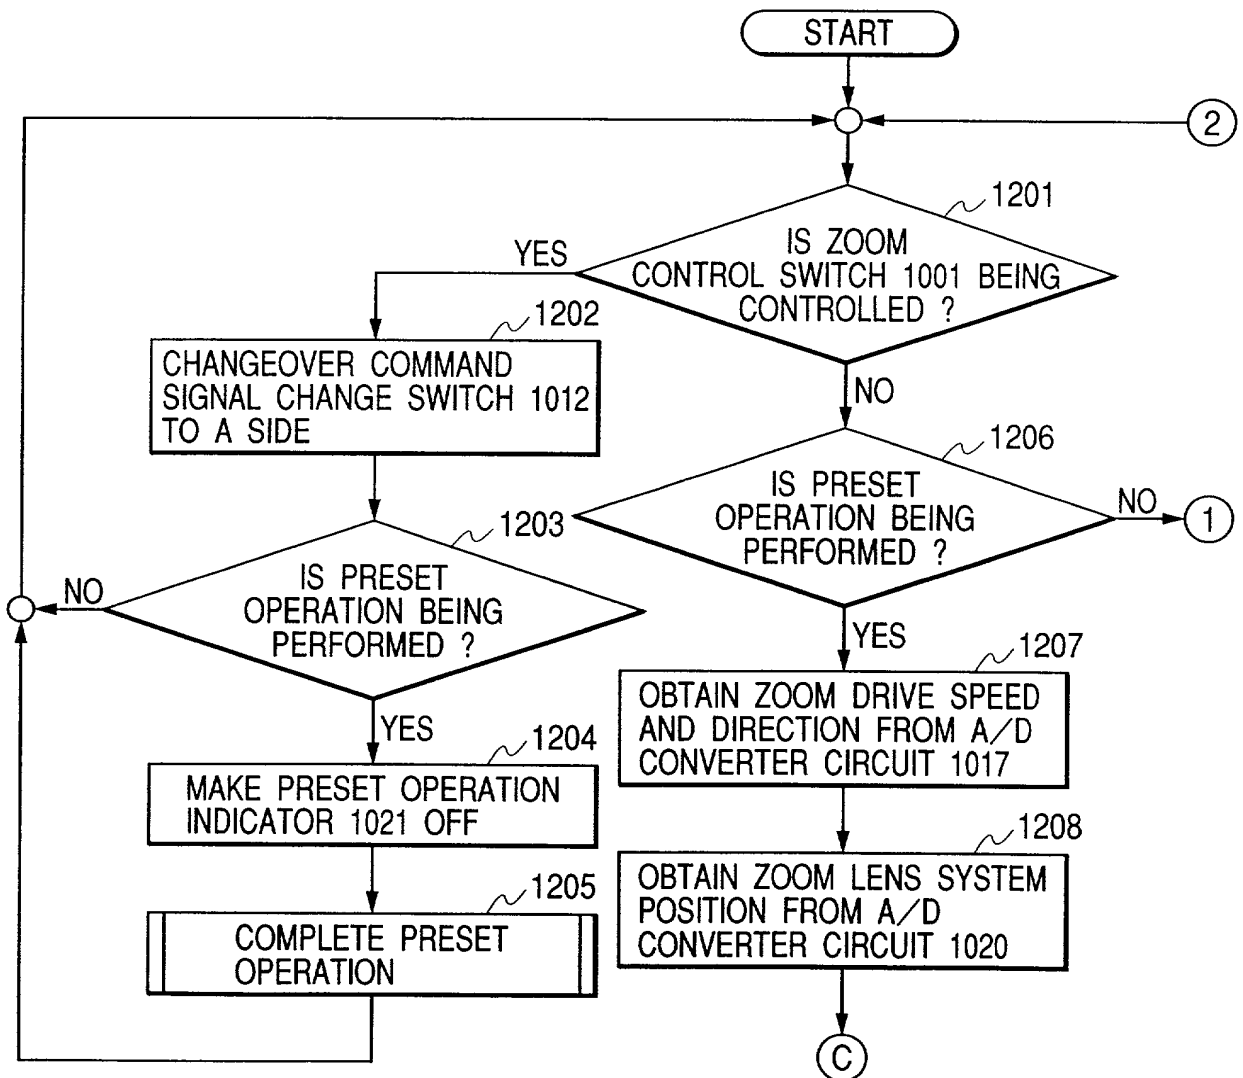 START
2
1201
IS ZOOM
CONTROL SWITCH 1001 BEING
CONTROLLED ?
YES
NO
1202
CHANGEOVER COMMAND
SIGNAL CHANGE SWITCH 1012
TO A SIDE
1203
IS PRESET
OPERATION BEING
PERFORMED ?
NO
YES
1204
MAKE PRESET OPERATION
INDICATOR 1021 OFF
1205
COMPLETE PRESET
OPERATION
1206
IS PRESET
OPERATION BEING
PERFORMED ?
NO
1
YES
1207
OBTAIN ZOOM DRIVE SPEED
AND DIRECTION FROM A/D
CONVERTER CIRCUIT 1017
1208
OBTAIN ZOOM LENS SYSTEM
POSITION FROM A/D
CONVERTER CIRCUIT 1020
C